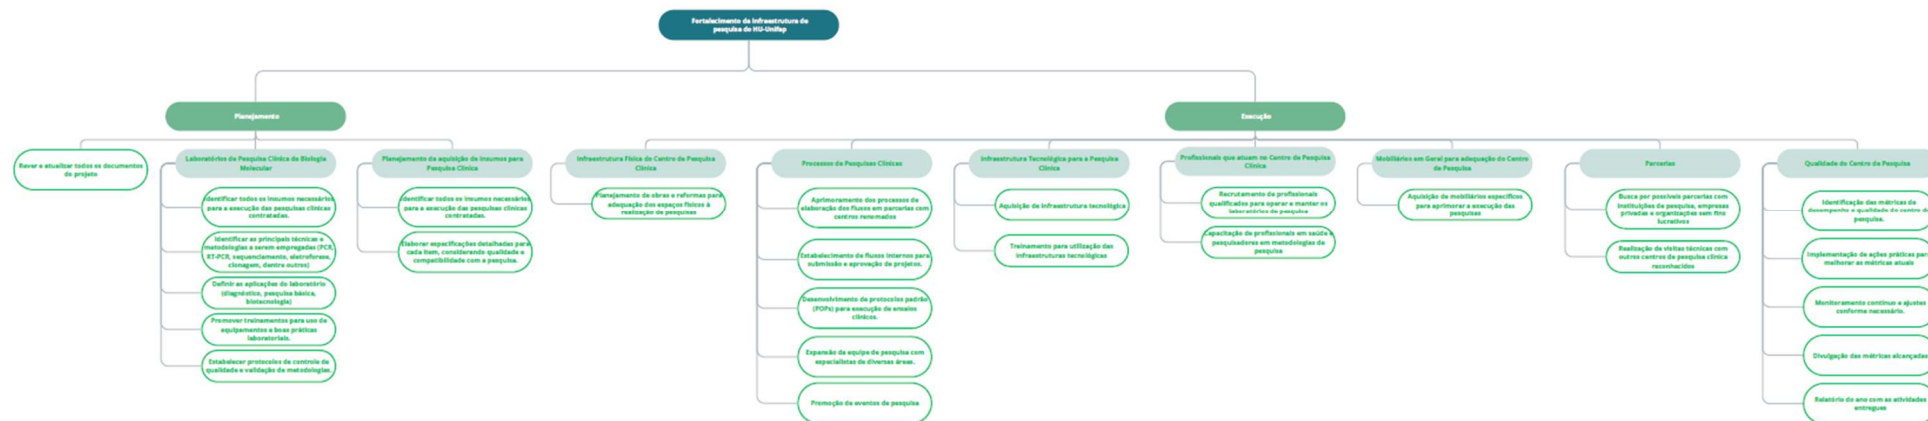 Fortalecimento da infraestrutura de
pesquisa do HU-Unifap
Planejamento
Execução
Rever e atualizar todos os documentos
do projeto
Laboratórios de Pesquisa Clínica de Biologia
Molecular
Identificar todos os insumos necessários
para a execução das pesquisas clínicas
contratadas.
Identificar as principais técnicas e
metodologias a serem empregadas (PCR,
RT-PCR, sequenciamento, eletroforese,
clonagem, dentre outros)
Definir as aplicações do laboratório
(diagnóstico, pesquisa básica,
biotecnologia)
Promover treinamentos para uso de
equipamentos e boas práticas
laboratoriais.
Estabelecer protocolos de controle de
qualidade e validação de metodologias.
Planejamento da aquisição de insumos para
Pesquisa Clínica
Identificar todos os insumos necessários
para a execução das pesquisas clínicas
contratadas.
Elaborar especificações detalhadas para
cada item, considerando qualidade e
compatibilidade com a pesquisa.
Infraestrutura Física do Centro de Pesquisa
Clínica
Planejamento de obras e reformas para
adequação dos espaços físicos à
realização de pesquisas
Processos de Pesquisas Clínicas
Aprimoramento dos processos de
elaboração dos fluxos em parcerias com
centros renomados
Estabelecimento de fluxos internos para
submissão e aprovação de projetos.
Desenvolvimento de protocolos padrão
(POPs) para execução de ensaios
clínicos.
Expansão da equipe de pesquisa com
especialistas de diversas áreas.
Promoção de eventos de pesquisa
Infraestrutura Tecnológica para a Pesquisa
Clínica
Aquisição de infraestrutura tecnológica
Treinamento para utilização das
infraestruturas tecnológicas
Profissionais que atuam no Centro de Pesquisa
Clínica
Recrutamento de profissionais
qualificados para operar e manter os
laboratórios de pesquisa
Capacitação de profissionais em saúde e
pesquisadores em metodologias de
pesquisa
Mobiliários em Geral para adequação do Centro
de Pesquisa
Aquisição de mobiliários específicos
para aprimorar a execução das
pesquisas
Parcerias
Busca por possíveis parcerias com
instituições de pesquisa, empresas
privadas e organizações sem fins
lucrativos
Realização de visitas técnicas com
outros centros de pesquisa clínica
reconhecidos
Qualidade do Centro de Pesquisa
Identificação das métricas de
desempenho e qualidade do centro de
pesquisa.
Implementação de ações práticas para
melhorar as métricas atuais
Monitoramento contínuo e ajustes
conforme necessário.
Divulgação das métricas alcançadas
Relatório do ano com as atividades
entregues